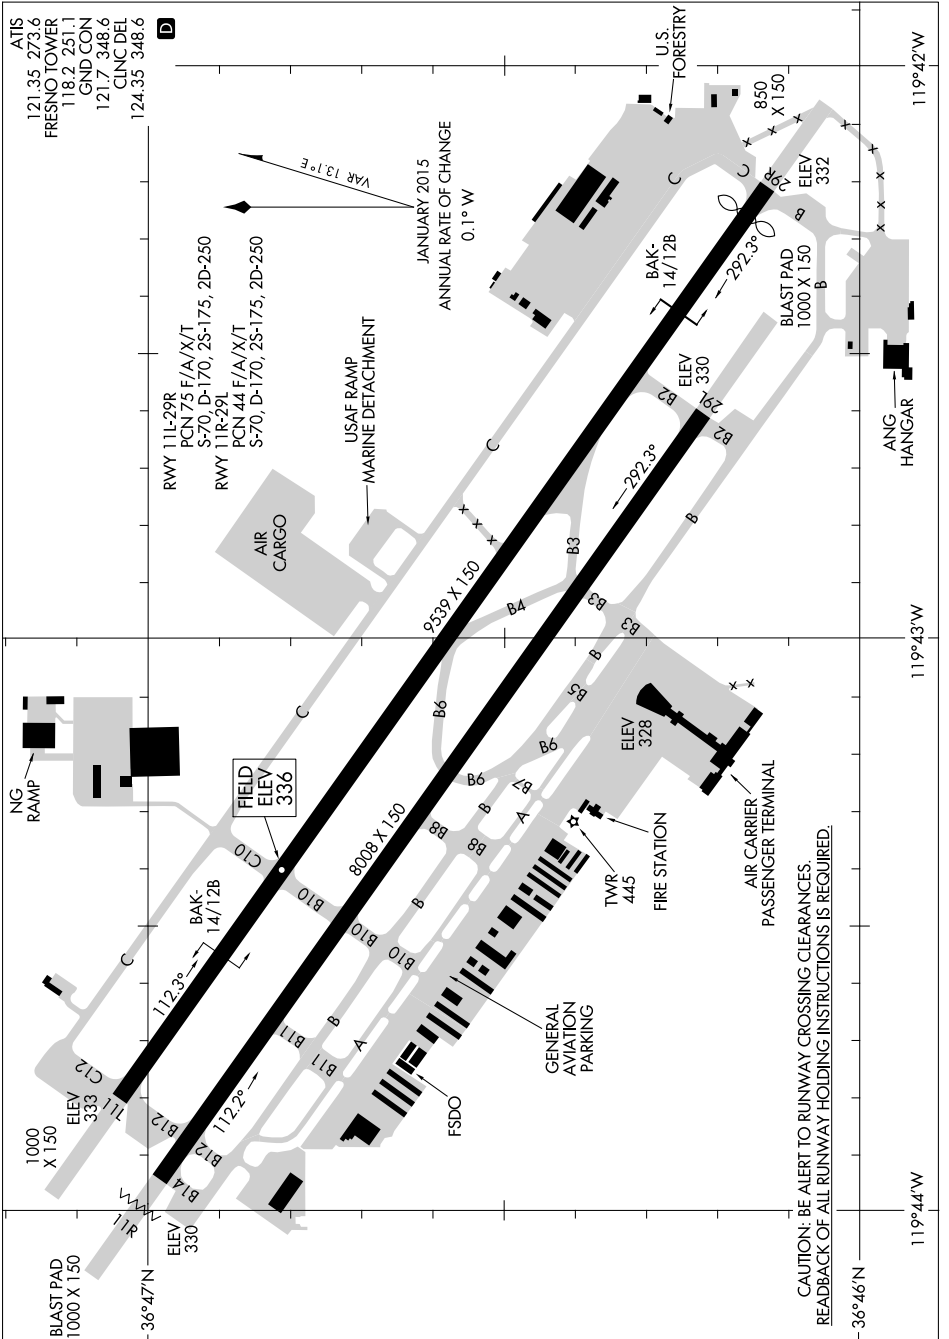 ATIS
121.35 273.6
FRESNO TOWER
118.2 251.1
GND CON
121.7 348.6
CLNC DEL
124.35 348.6
D
VAR 13.1° E
JANUARY 2015
ANNUAL RATE OF CHANGE
0.1° W
U.S.
FORESTRY
850
X 150
119°42'W
RWY 11L-29R
PCN 75 F/A/X/T
S-70, D-170, 2S-175, 2D-250
RWY 11R-29L
PCN 44 F/A/X/T
S-70, D-170, 2S-175, 2D-250
USAF RAMP
MARINE DETACHMENT
AIR
CARGO
C
C
29R
ELEV
332
B
BAK-
14/12B
292.3°
BLAST PAD
1000 X 150
B
ELEV
330
29L
B2
B2
292.3°
C
B
ANG
HANGAR
B3
B4
9539 X 150
B3
B3
119°43'W
NG
RAMP
C
FIELD
ELEV
336
B6
B
B5
B6
B6
B7
ELEV
328
8008 X 150
B8
B
B8
A
C10
B10
B10
B10
B
TWR
445
FIRE STATION
AIR CARRIER
PASSENGER TERMINAL
BAK-
14/12B
C
112.3°
B11
B11
B
A
GENERAL
AVIATION
PARKING
FSDO
C12
11L
ELEV
333
1000
X 150
B12
B12
112.2°
B14
11R
ELEV
330
BLAST PAD
1000 X 150
36°47'N
119°44'W
36°46'N
CAUTION: BE ALERT TO RUNWAY CROSSING CLEARANCES.
READBACK OF ALL RUNWAY HOLDING INSTRUCTIONS IS REQUIRED.